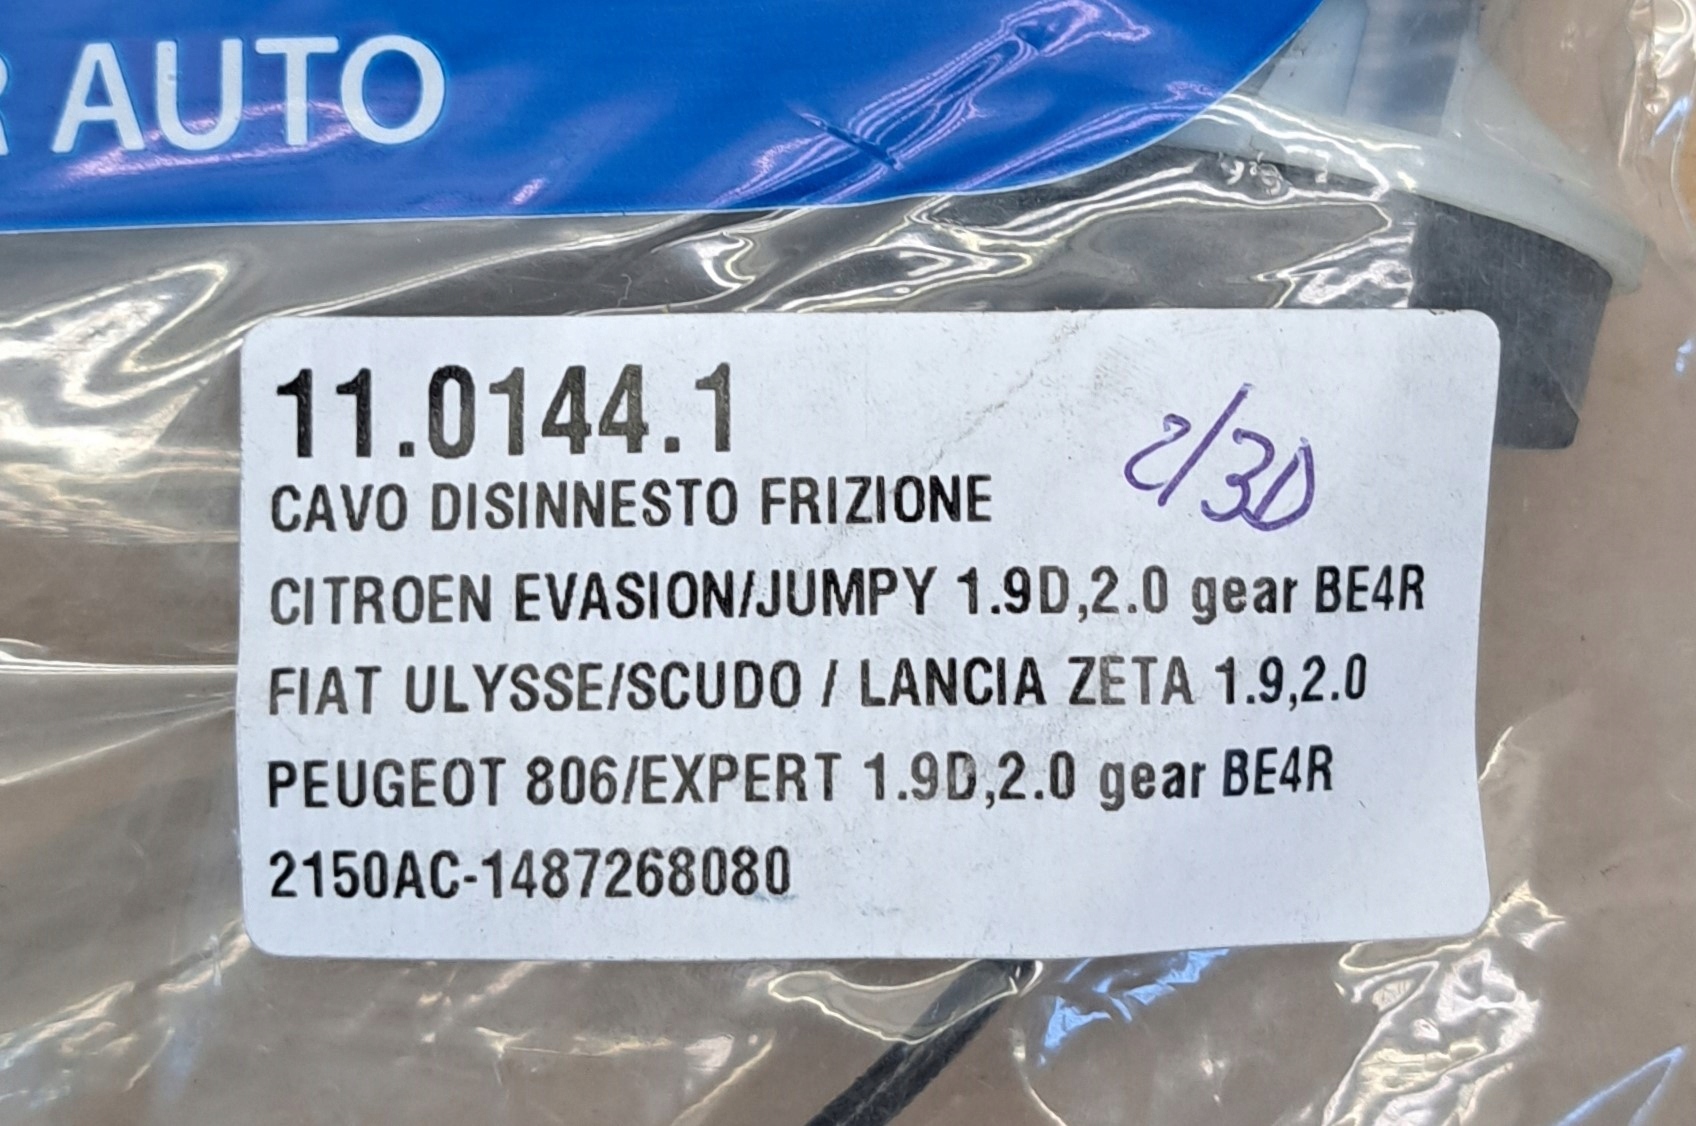 R AUTO
11.0144.1
2/3D
CAVO DISINNESTO FRIZIONE
CITROEN EVASION/JUMPY 1.9D,2.0 gear BE4R
FIAT ULYSSE/SCUDO / LANCIA ZETA 1.9,2.0
PEUGEOT 806/EXPERT 1.9D,2.0 gear BE4R
2150AC-1487268080